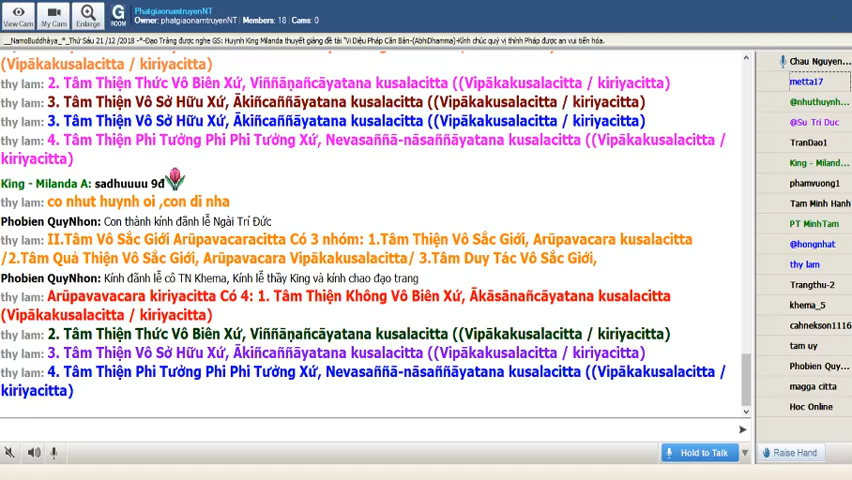 PhatgiaonamtruyenNT
Owner: phatgiaonamtruyenNT | Members: 18 | Cams: 0
View Cam
My Cam
Enlarge
G
ROOM
__NamoBuddhàya_*_Thứ Sáu 21/12/2018 -*-Đạo Tràng được nghe GS: Huynh King Milanda thuyết giảng đề tài "Vi Diệu Pháp Căn Bản-(AbhiDhamma)-Kính chúc quý vị thính Pháp được an vui tiến hóa.
(Vipākakusalacitta / kiriyacitta)
thy lam: 2. Tâm Thiện Thức Vô Biên Xứ, Viññāṇañcāyatana kusalacitta ((Vipākakusalacitta / kiriyacitta)
thy lam: 3. Tâm Thiện Vô Sở Hữu Xứ, Ākiñcaññāyatana kusalacitta ((Vipākakusalacitta / kiriyacitta)
thy lam: 3. Tâm Thiện Vô Sở Hữu Xứ, Ākiñcaññāyatana kusalacitta ((Vipākakusalacitta / kiriyacitta)
thy lam: 4. Tâm Thiện Phi Tưởng Phi Phi Tưởng Xứ, Nevasaññā-nāsaññāyatana kusalacitta ((Vipākakusalacitta /
kiriyacitta)
King - Milanda A: sadhuuuu 9đ
thy lam: co nhut huynh oi ,con di nha
Phobien QuyNhon: Con thành kính đảnh lễ Ngài Trí Đức
thy lam: II.Tâm Vô Sắc Giới Arūpavacaracitta Có 3 nhóm: 1.Tâm Thiện Vô Sắc Giới, Arūpavacara kusalacitta
/2.Tâm Quả Thiện Vô Sắc Giới, Arūpavacara Vipākakusalacitta/ 3.Tâm Duy Tác Vô Sắc Giới,
Phobien QuyNhon: Kính đãnh lễ cô TN Khema, Kính lễ thầy King và kính chao đạo trang
thy lam: Arūpavavacara kiriyacitta Có 4: 1. Tâm Thiện Không Vô Biên Xứ, Ākāsānañcāyatana kusalacitta
(Vipākakusalacitta / kiriyacitta)
thy lam: 2. Tâm Thiện Thức Vô Biên Xứ, Viññāṇañcāyatana kusalacitta ((Vipākakusalacitta / kiriyacitta)
thy lam: 3. Tâm Thiện Vô Sở Hữu Xứ, Ākiñcaññāyatana kusalacitta ((Vipākakusalacitta / kiriyacitta)
thy lam: 4. Tâm Thiện Phi Tưởng Phi Phi Tưởng Xứ, Nevasaññā-nāsaññāyatana kusalacitta ((Vipākakusalacitta /
kiriyacitta)
Chau Nguyen...
metta17
@nhuthuynh...
@Su Tri Duc
TranDao1
King - Miland...
phamvuong1
Tam Minh Hanh
PT MinhTam
@hongnhat
thy lam
Trangthu-2
khema_5
cahnekson1116
tam uy
Phobien Quy...
magga citta
Hoc Online
Hold to Talk
Raise Hand